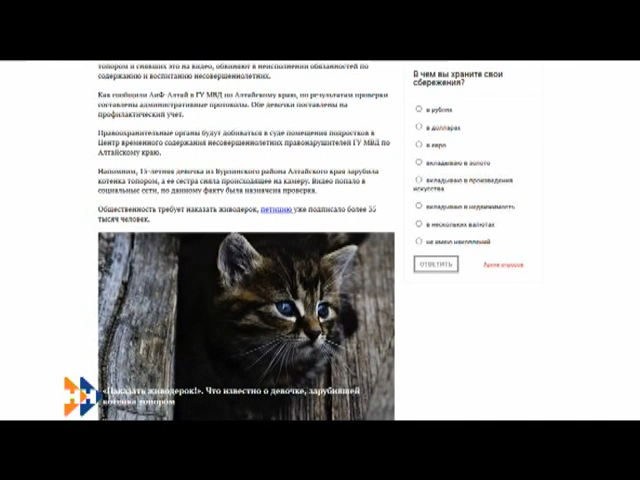 топором и снявших это на видео, обвиняют в неисполнении обязанностей по
содержанию и воспитанию несовершеннолетних.
Как сообщили АиФ-Алтай в ГУ МВД по Алтайскому краю, по результатам проверки
составлены административные протоколы. Обе девочки поставлены на
профилактический учет.
Правоохранительные органы будут добиваться в суде помещения подростков в
Центр временного содержания несовершеннолетних правонарушителей ГУ МВД по
Алтайскому краю.
Напомним, 13-летняя девочка из Бурлинского района Алтайского края зарубила
котенка топором, а ее сестра сняла происходящее на камеру. Видео попало в
социальные сети, по данному факту была назначена проверка.
Общественность требует наказать живодерок, петицию уже подписало более 35
тысяч человек.
«Наказать живодерок!». Что известно о девочке, зарубившей
котенка топором
НН
В чем вы храните свои
сбережения?
в рублях
в долларах
в евро
вкладываю в золото
вкладываю в произведения
искусства
вкладываю в недвижимость
в нескольких валютах
не имею накоплений
ОТВЕТИТЬ
Архив опросов